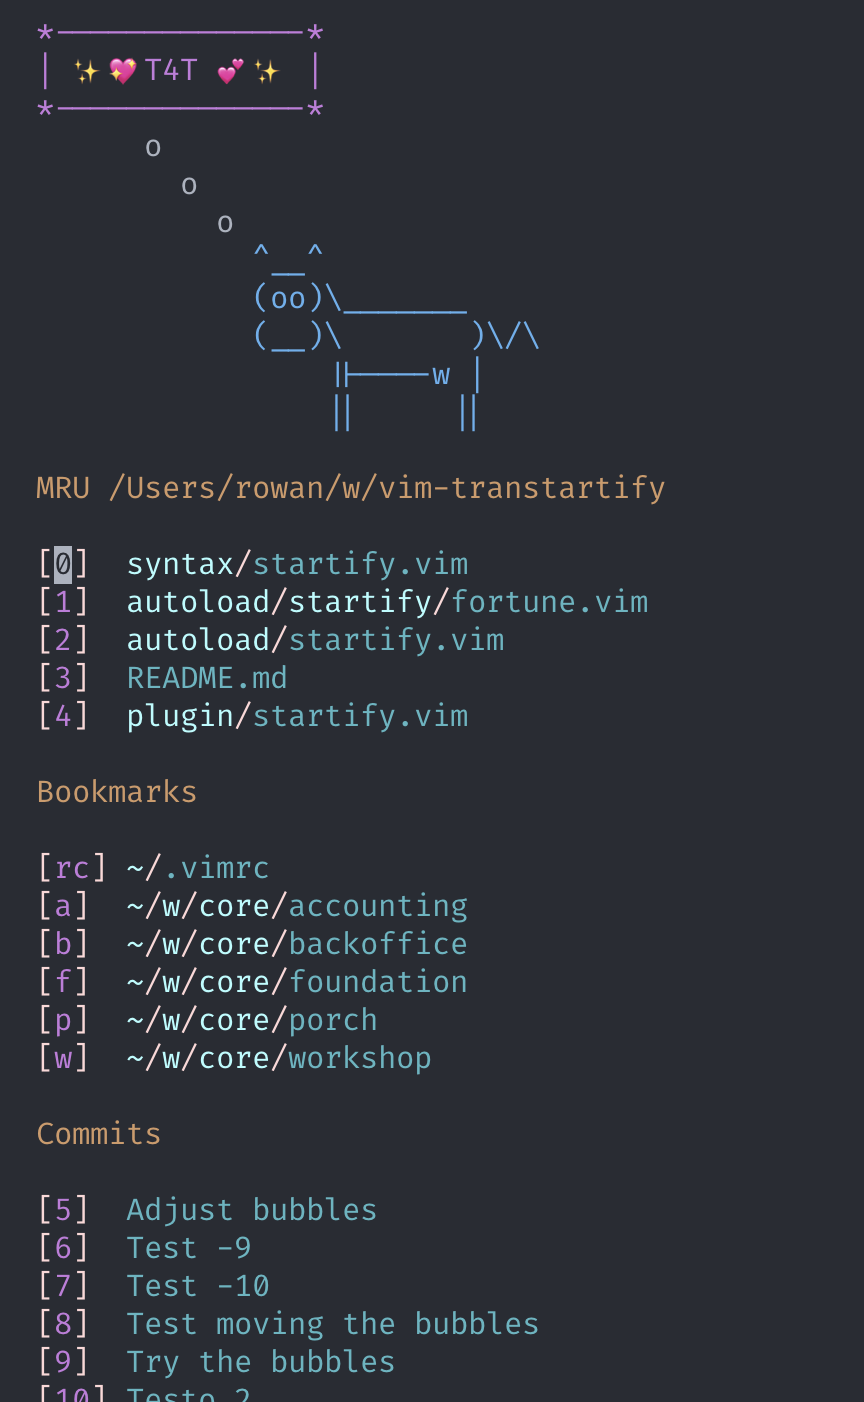 *──────────────*
│ ✨💖T4T 💕✨ │
*──────────────*
      o
        o
          o
            ^__^
            (oo)\_______
            (__)\       )\/\
                ||----w |
                ||     ||
MRU /Users/rowan/w/vim-transtartify
[0]  syntax/startify.vim
[1]  autoload/startify/fortune.vim
[2]  autoload/startify.vim
[3]  README.md
[4]  plugin/startify.vim
Bookmarks
[rc] ~/.vimrc
[a]  ~/w/core/accounting
[b]  ~/w/core/backoffice
[f]  ~/w/core/foundation
[p]  ~/w/core/porch
[w]  ~/w/core/workshop
Commits
[5]  Adjust bubbles
[6]  Test -9
[7]  Test -10
[8]  Test moving the bubbles
[9]  Try the bubbles
[10] Testo 2